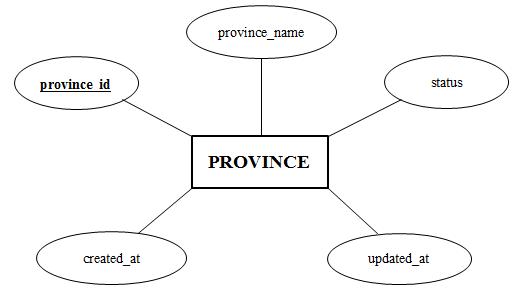 province_name
province_id
status
PROVINCE
created_at
updated_at